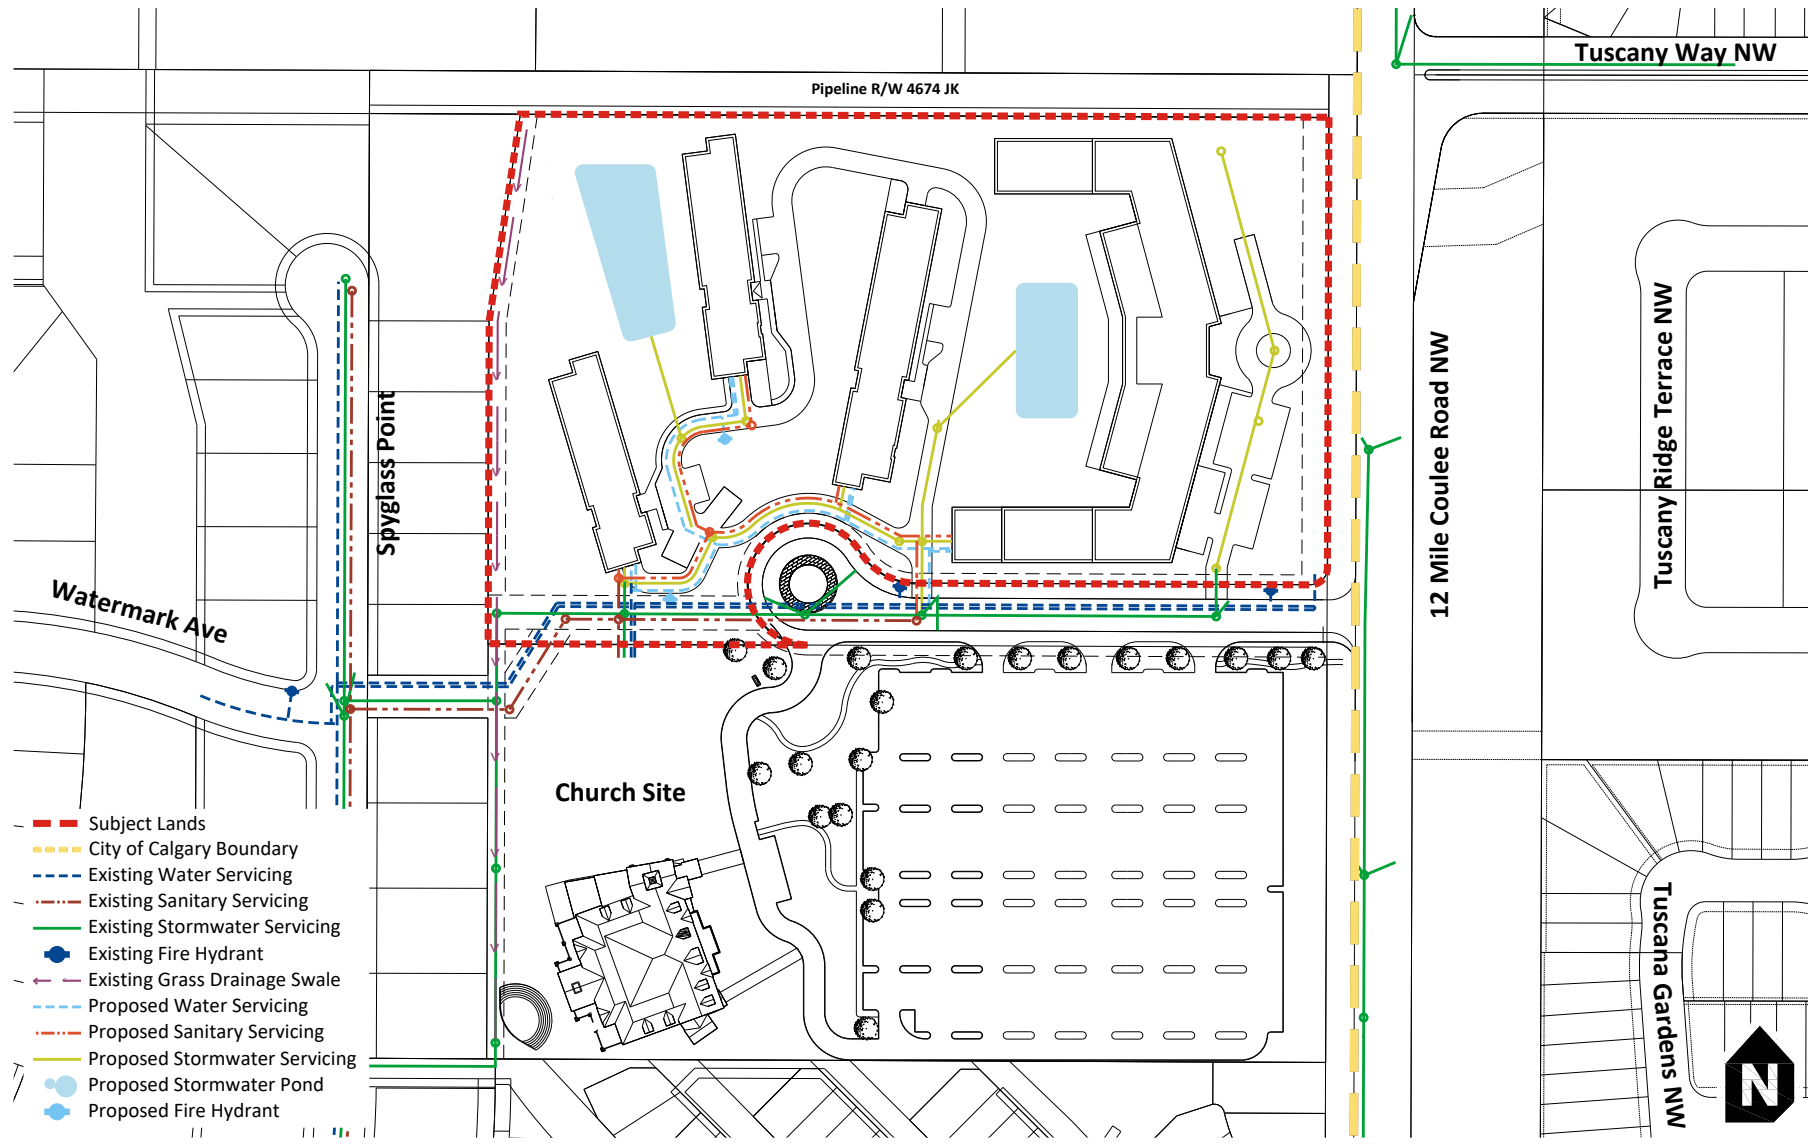 Tuscany Way NW
Pipeline R/W 4674 JK
Spyglass Point
12 Mile Coulee Road NW
Tuscany Ridge Terrace NW
Watermark Ave
Church Site
Tuscana Gardens NW
Subject Lands
City of Calgary Boundary
Existing Water Servicing
Existing Sanitary Servicing
Existing Stormwater Servicing
Existing Fire Hydrant
Existing Grass Drainage Swale
Proposed Water Servicing
Proposed Sanitary Servicing
Proposed Stormwater Servicing
Proposed Stormwater Pond
Proposed Fire Hydrant
N